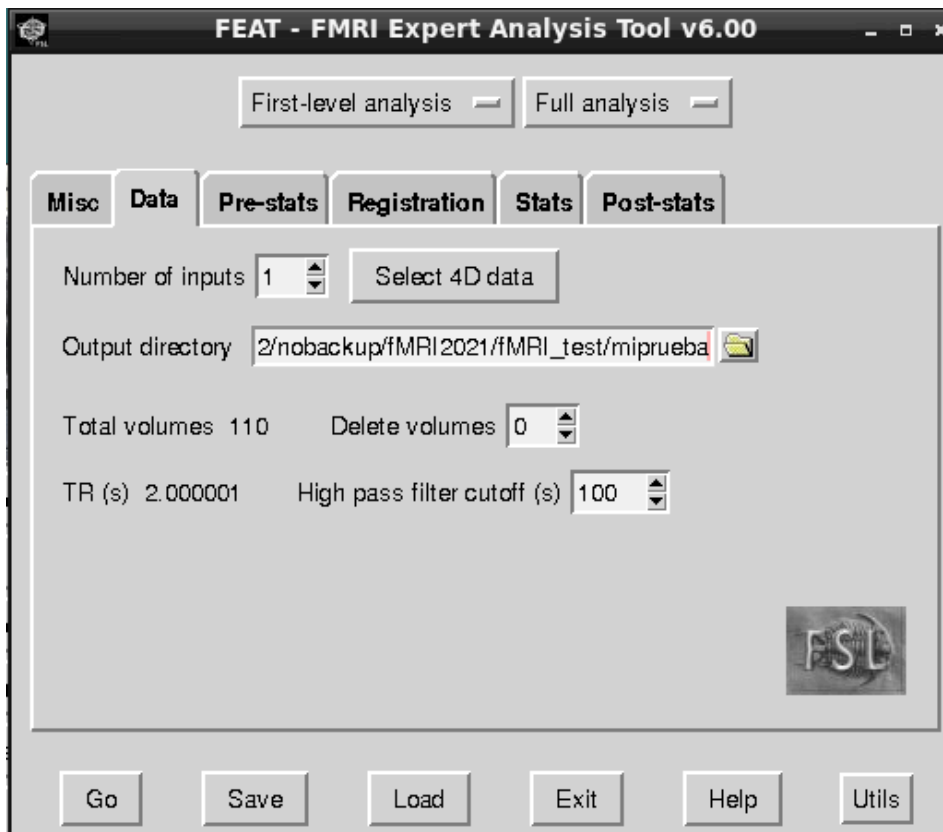 FEAT - FMRI Expert Analysis Tool v6.00
First-level analysis Full analysis
Misc Data Pre-stats Registration Stats Post-stats
Number of inputs 1 Select 4D data
Output directory 2/nobackup/fMRI2021/fMRI_test/miprueba
Total volumes 110 Delete volumes 0
TR (s) 2.000001 High pass filter cutoff (s) 100
FSL
Go Save Load Exit Help Utils